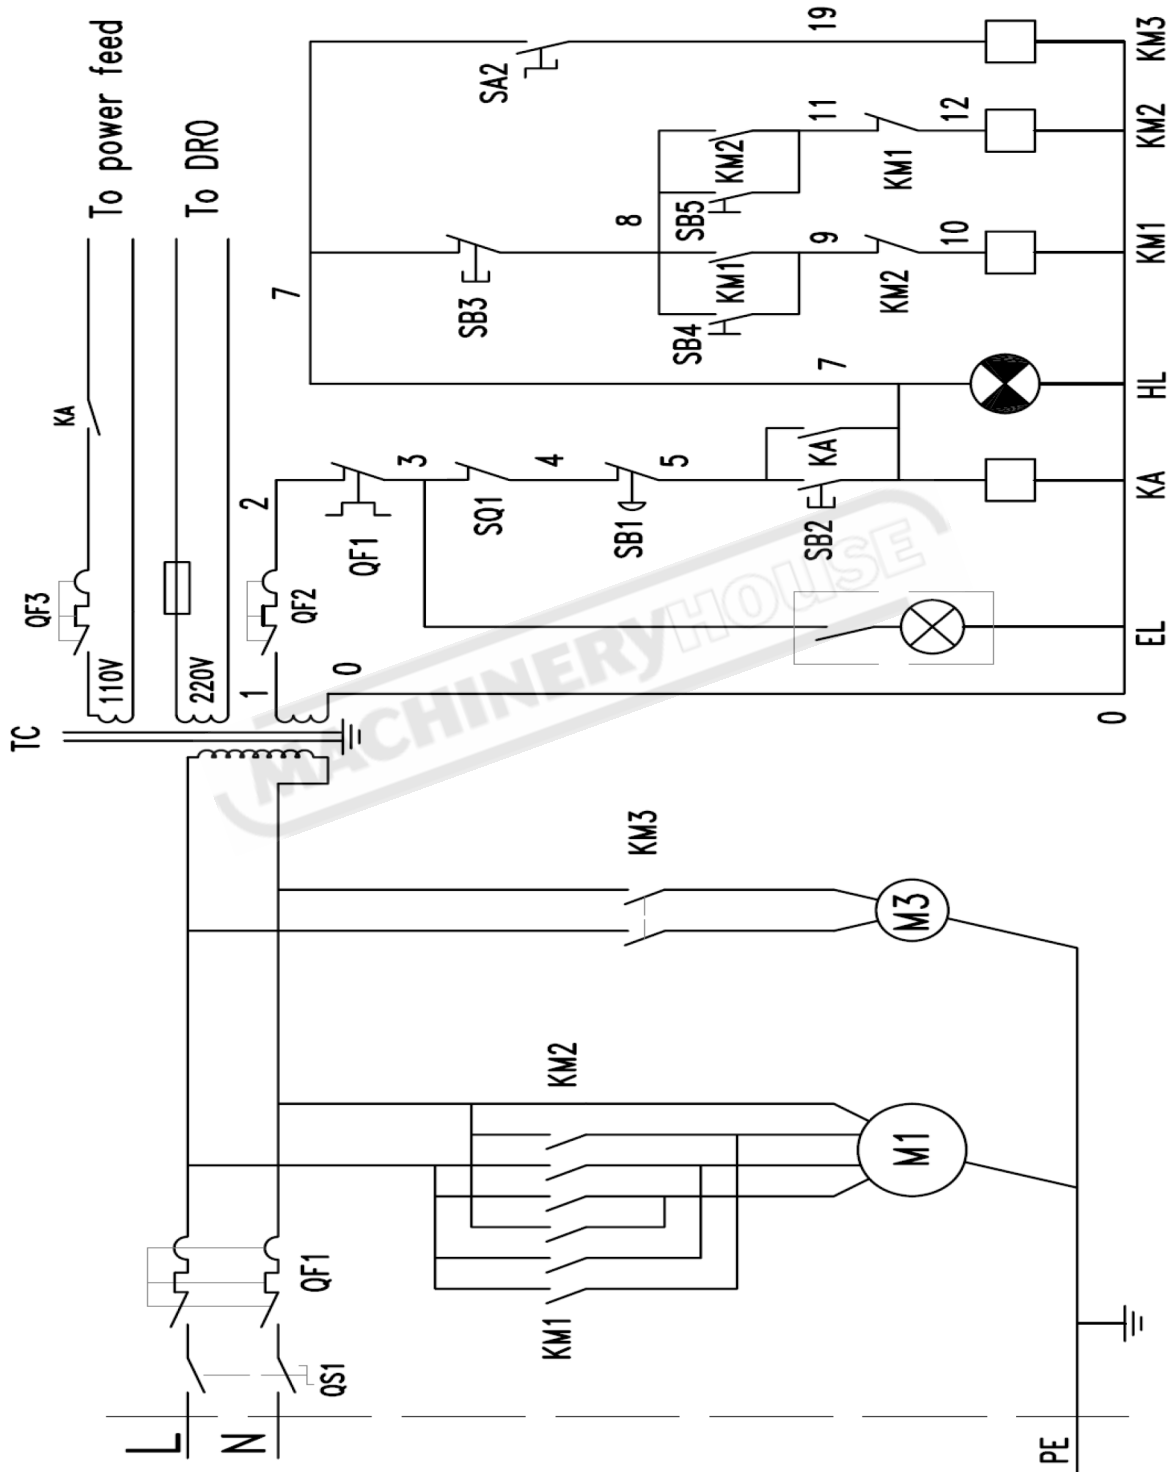 L
N
PE
QS1
QF1
KM1
KM2
M1
KM3
M3
TC
110V
220V
1
0
0
QF3
KA
To power feed
To DRO
QF2
2
QF1
3
SQ1
4
SB1
5
SB2
KA
7
7
SB3
8
SB4
KM1
9
KM2
10
SB5
KM2
11
KM1
12
SA2
19
EL
KA
HL
KM1
KM2
KM3
MACHINERYHOUSE